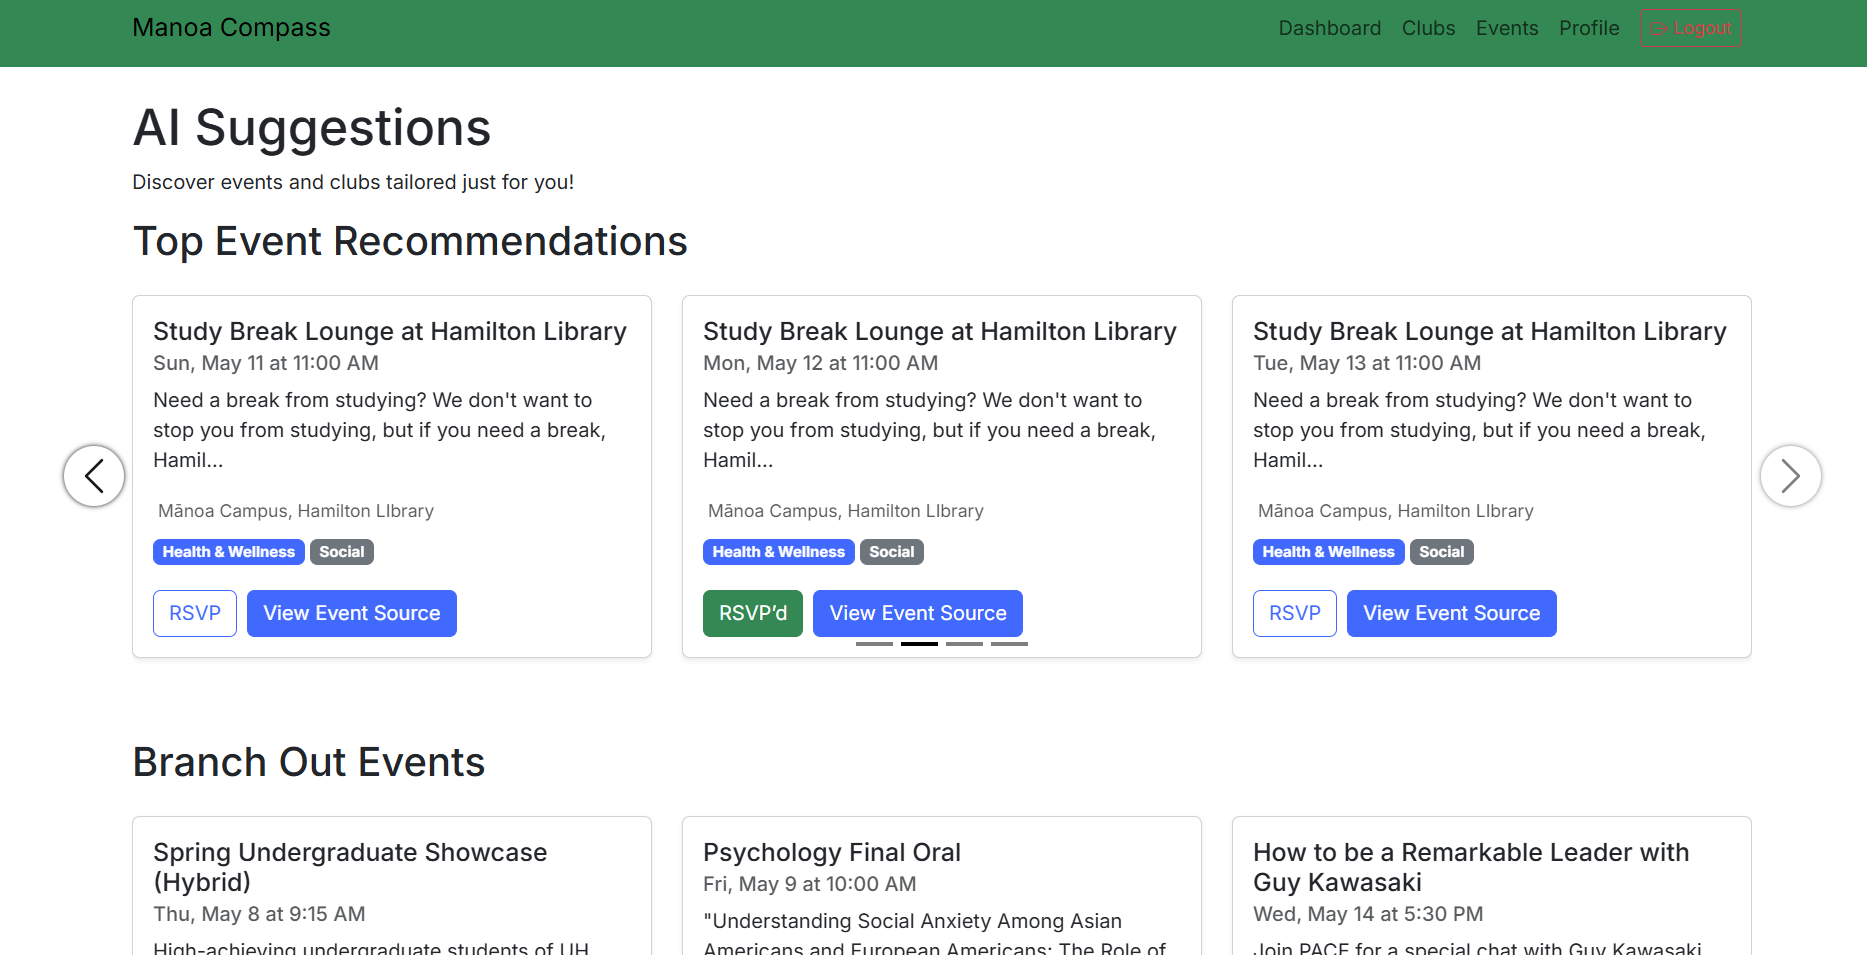 Manoa Compass
Dashboard Clubs Events Profile Logout
AI Suggestions
Discover events and clubs tailored just for you!
Top Event Recommendations
Study Break Lounge at Hamilton Library
Sun, May 11 at 11:00 AM
Need a break from studying? We don't want to
stop you from studying, but if you need a break,
Hamil...
Mānoa Campus, Hamilton LIbrary
Health & Wellness Social
RSVP View Event Source
Study Break Lounge at Hamilton Library
Mon, May 12 at 11:00 AM
Need a break from studying? We don't want to
stop you from studying, but if you need a break,
Hamil...
Mānoa Campus, Hamilton LIbrary
Health & Wellness Social
RSVP’d View Event Source
Study Break Lounge at Hamilton Library
Tue, May 13 at 11:00 AM
Need a break from studying? We don't want to
stop you from studying, but if you need a break,
Hamil...
Mānoa Campus, Hamilton LIbrary
Health & Wellness Social
RSVP View Event Source
Branch Out Events
Spring Undergraduate Showcase
(Hybrid)
Thu, May 8 at 9:15 AM
High-achieving undergraduate students of UH
Psychology Final Oral
Fri, May 9 at 10:00 AM
"Understanding Social Anxiety Among Asian
Americans and European Americans: The Role of
How to be a Remarkable Leader with
Guy Kawasaki
Wed, May 14 at 5:30 PM
Join PACE for a special chat with Guy Kawasaki